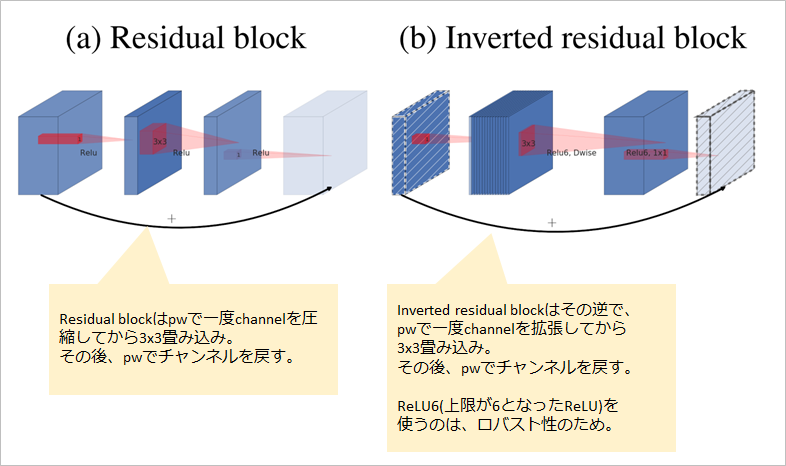 (a) Residual block
(b) Inverted residual block
Relu
3x3
Relu
Relu
+
3x3
Relu6, Dwise
Relu6, 1x1
+
Residual blockはpwで一度channelを圧
縮してから3x3畳み込み。
その後、pwでチャンネルを戻す。
Inverted residual blockはその逆で、
pwで一度channelを拡張してから
3x3畳み込み。
その後、pwでチャンネルを戻す。
ReLU6(上限が6となったReLU)を
使うのは、ロバスト性のため。